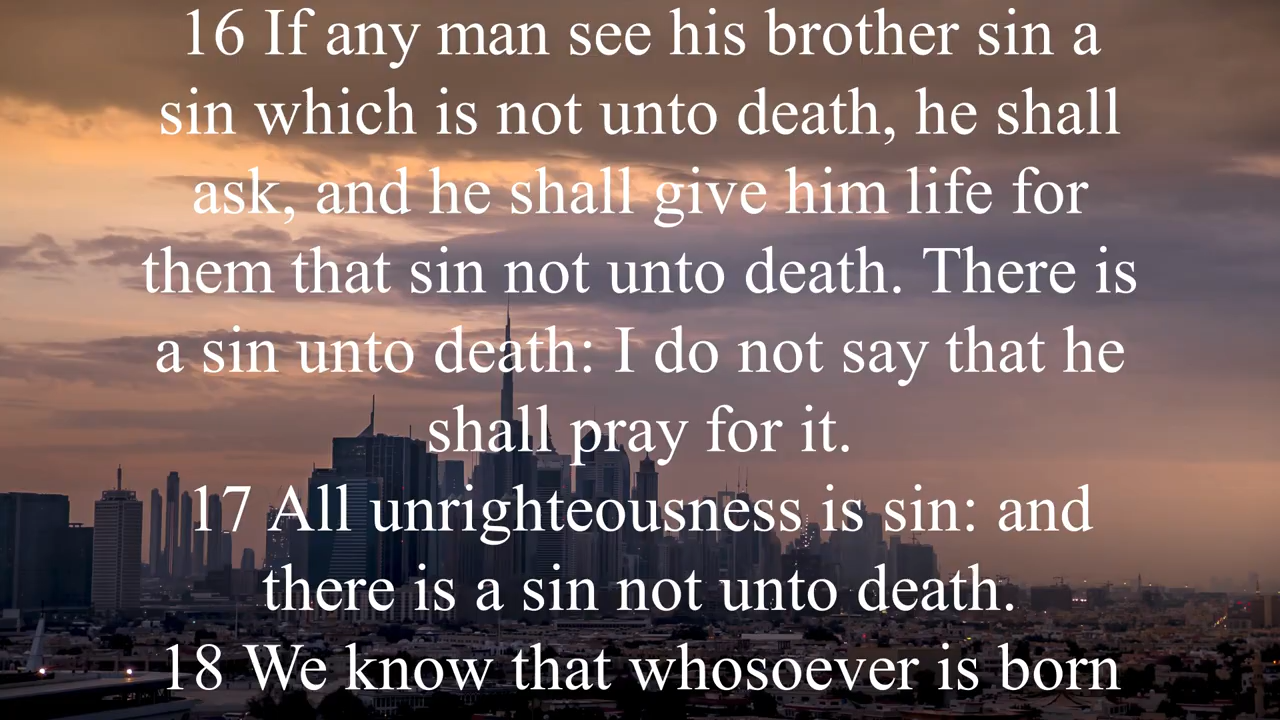 16 If any man see his brother sin a
sin which is not unto death, he shall
ask, and he shall give him life for
them that sin not unto death. There is
a sin unto death: I do not say that he
shall pray for it.
17 All unrighteousness is sin: and
there is a sin not unto death.
18 We know that whosoever is born